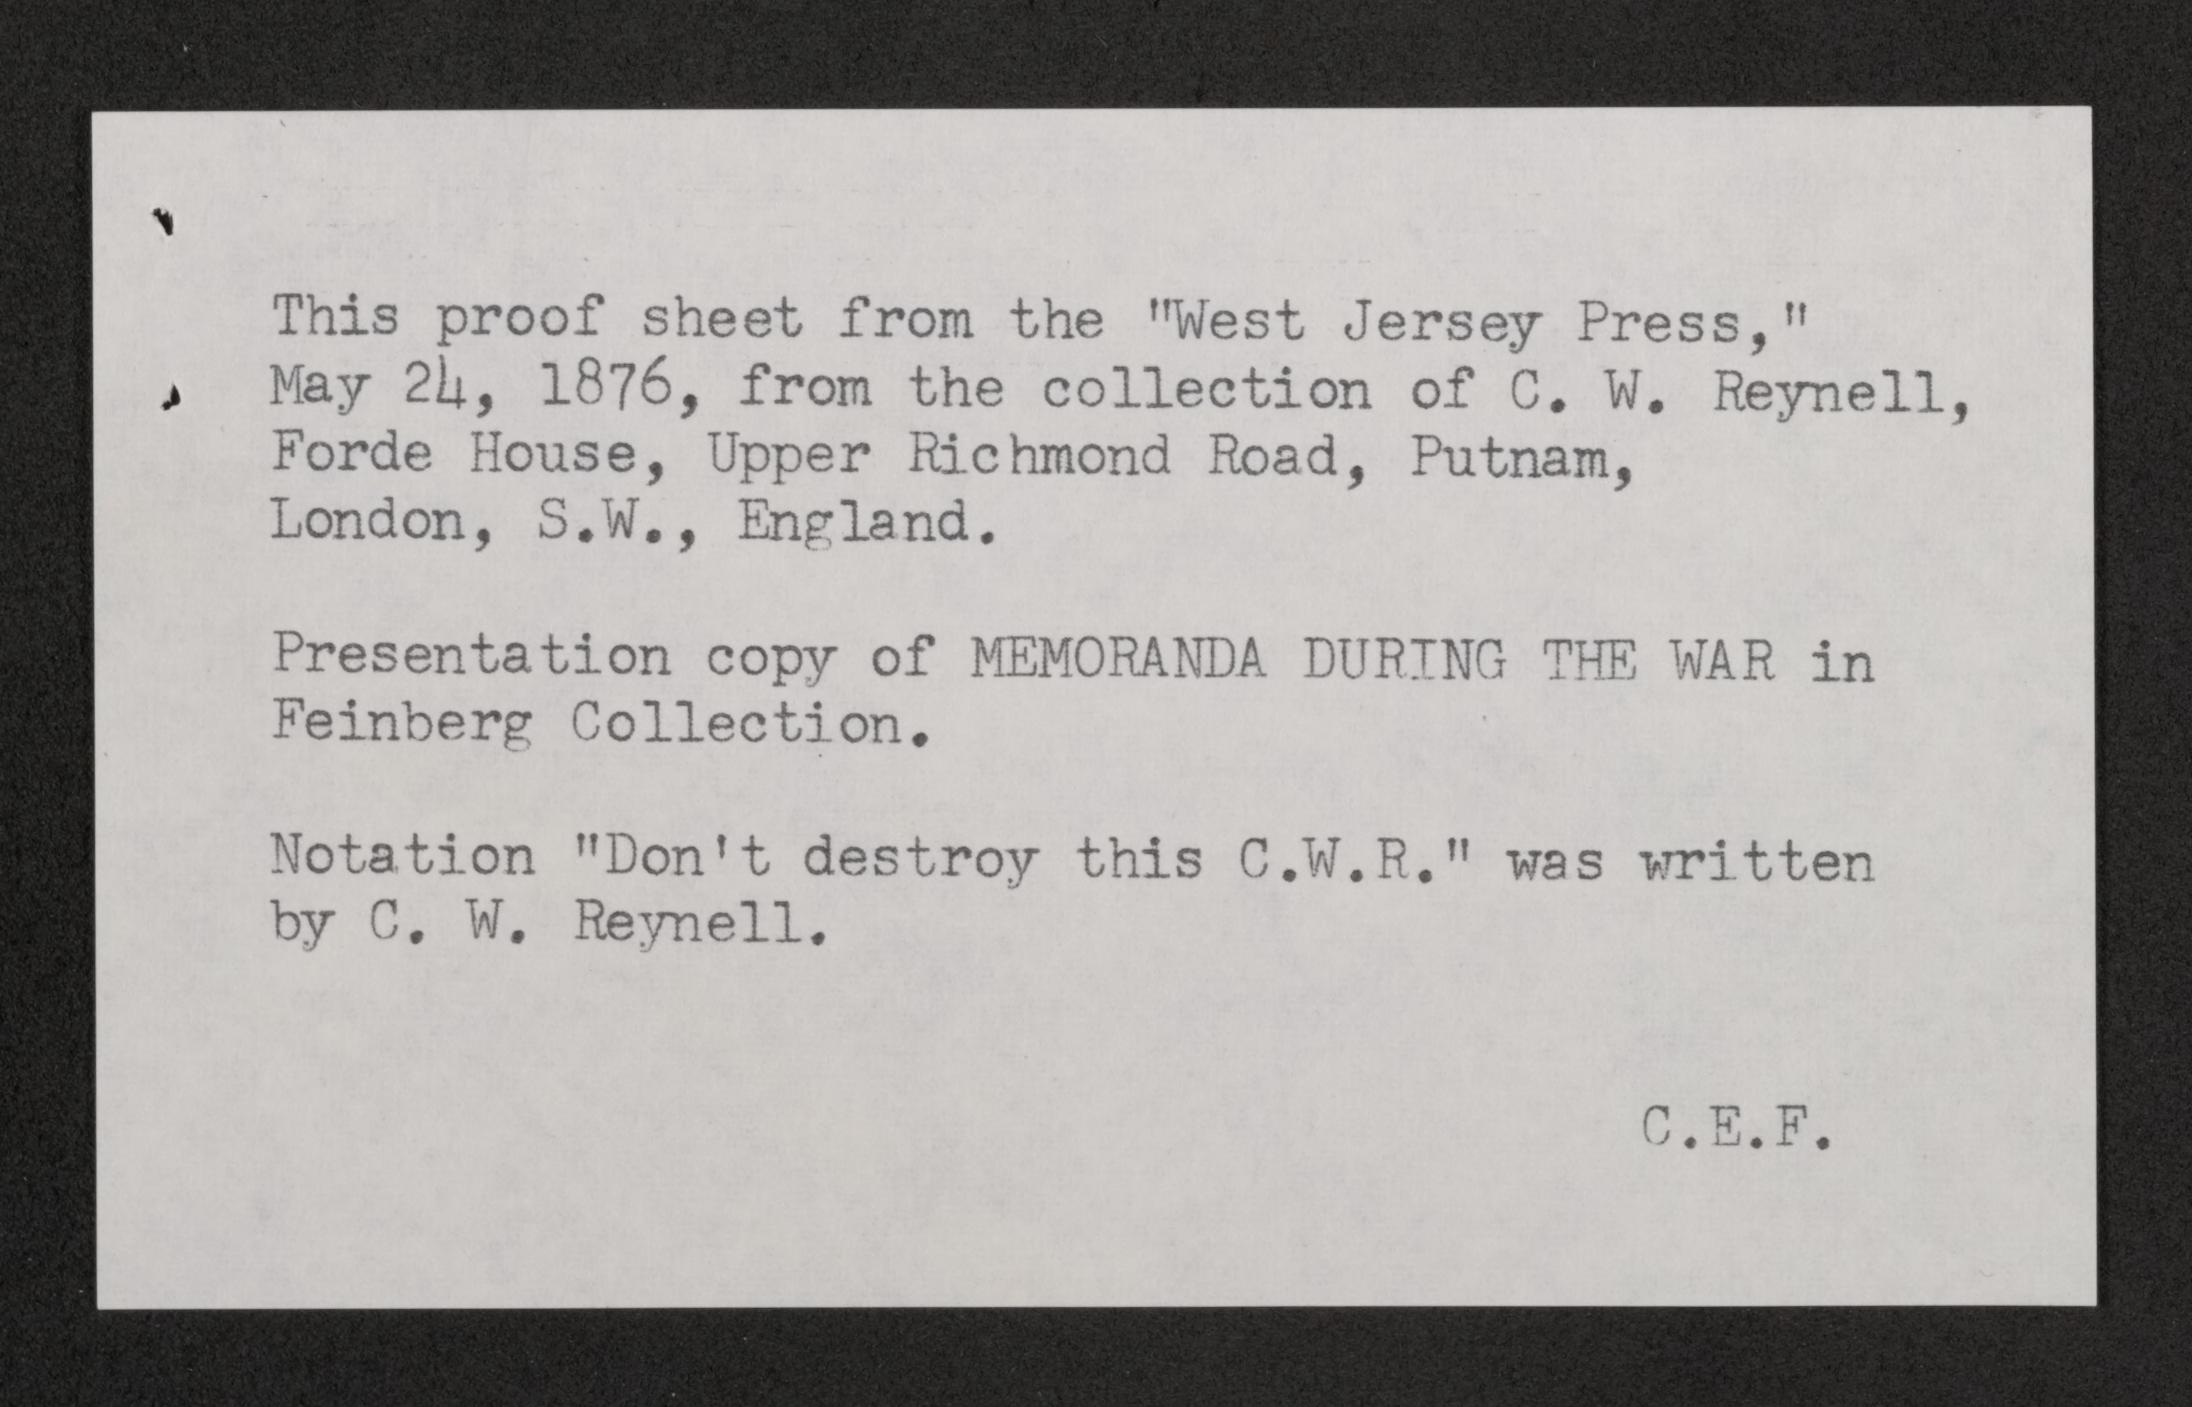 This proof sheet from the "West Jersey Press,"
May 24, 1876, from the collection of C. W. Reynell,
Forde House, Upper Richmond Road, Putnam,
London, S.W., England.
Presentation copy of MEMORANDA DURING THE WAR in
Feinberg Collection.
Notation "Don't destroy this C.W.R." was written
by C. W. Reynell.
C.E.F.